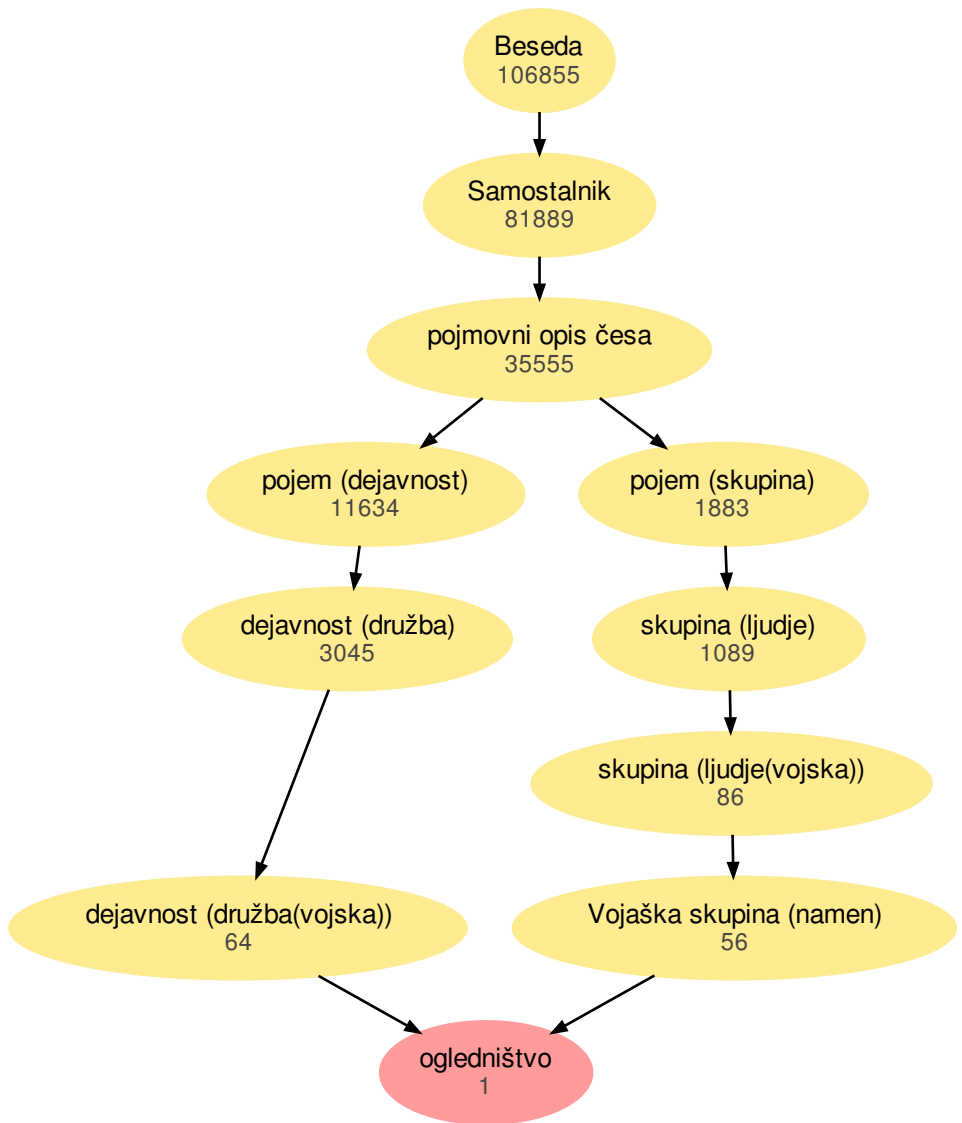 Beseda
106855
Samostalnik
81889
pojmovni opis česa
35555
pojem (dejavnost)
11634
pojem (skupina)
1883
dejavnost (družba)
3045
skupina (ljudje)
1089
skupina (ljudje(vojska))
86
dejavnost (družba(vojska))
64
Vojaška skupina (namen)
56
ogledništvo
1